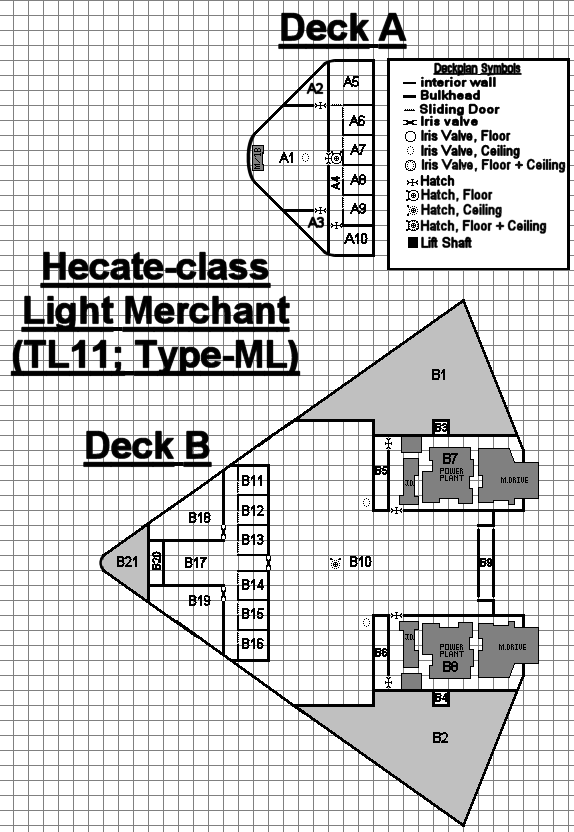 Deck A
Deckplan Symbols
interior wall
Bulkhead
Sliding Door
Iris valve
Iris Valve, Floor
Iris Valve, Ceiling
Iris Valve, Floor + Ceiling
Hatch
Hatch, Floor
Hatch, Ceiling
Hatch, Floor + Ceiling
Lift Shaft
A2
A5
A6
A1
A7
A4
A8
A9
A3
A10
Hecate-class
Light Merchant
(TL11; Type-ML)
Deck B
B1
B3
B5
B7
POWER
PLANT
J.D.
M.DRIVE
B11
B12
B18
B13
B21
B20
B17
B10
B9
B14
B19
B15
B16
B6
J.D.
POWER
PLANT
B8
M.DRIVE
B4
B2